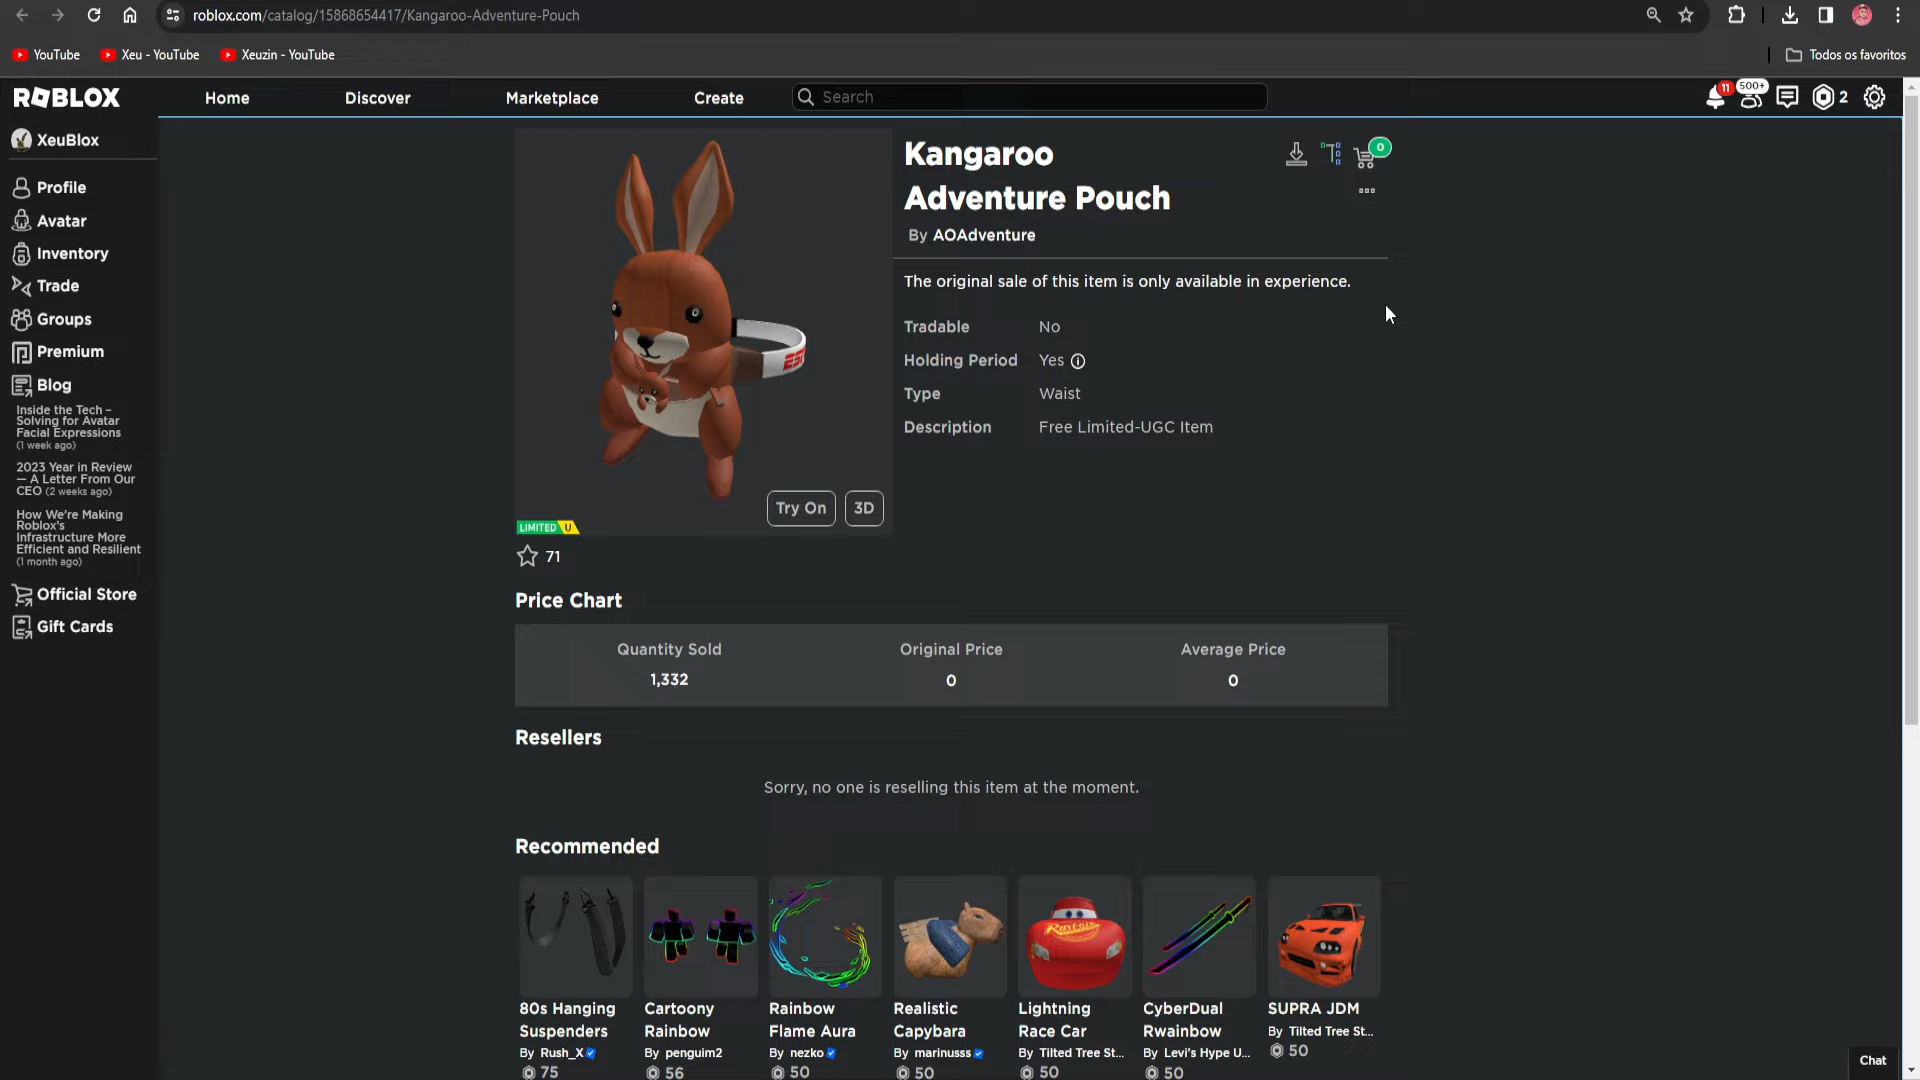 roblox.com/catalog/15868654417/Kangaroo-Adventure-Pouch
YouTube
Xeu - YouTube
Xeuzin - YouTube
Todos os favoritos
ROBLOX
Home
Discover
Marketplace
Create
Search
11
500+
2
XeuBlox
Profile
Avatar
Inventory
Trade
Groups
Premium
Blog
Inside the Tech -
Solving for Avatar
Facial Expressions
(1 week ago)
2023 Year in Review
— A Letter From Our
CEO (2 weeks ago)
How We're Making
Roblox's
Infrastructure More
Efficient and Resilient
(1 month ago)
Official Store
Gift Cards
Kangaroo
Adventure Pouch
0
By AOAdventure
The original sale of this item is only available in experience.
Tradable No
Holding Period Yes
Type Waist
Description Free Limited-UGC Item
Try On
3D
LIMITED U
71
Price Chart
Quantity Sold
1,332
Original Price
0
Average Price
0
Resellers
Sorry, no one is reselling this item at the moment.
Recommended
80s Hanging
Suspenders
By Rush_X
75
Cartoony
Rainbow
By penguim2
56
Rainbow
Flame Aura
By nezko
50
Realistic
Capybara
By marinusss
50
Lightning
Race Car
By Tilted Tree St...
50
CyberDual
Rwainbow
By Levi's Hype U...
50
SUPRA JDM
By Tilted Tree St...
50
Chat